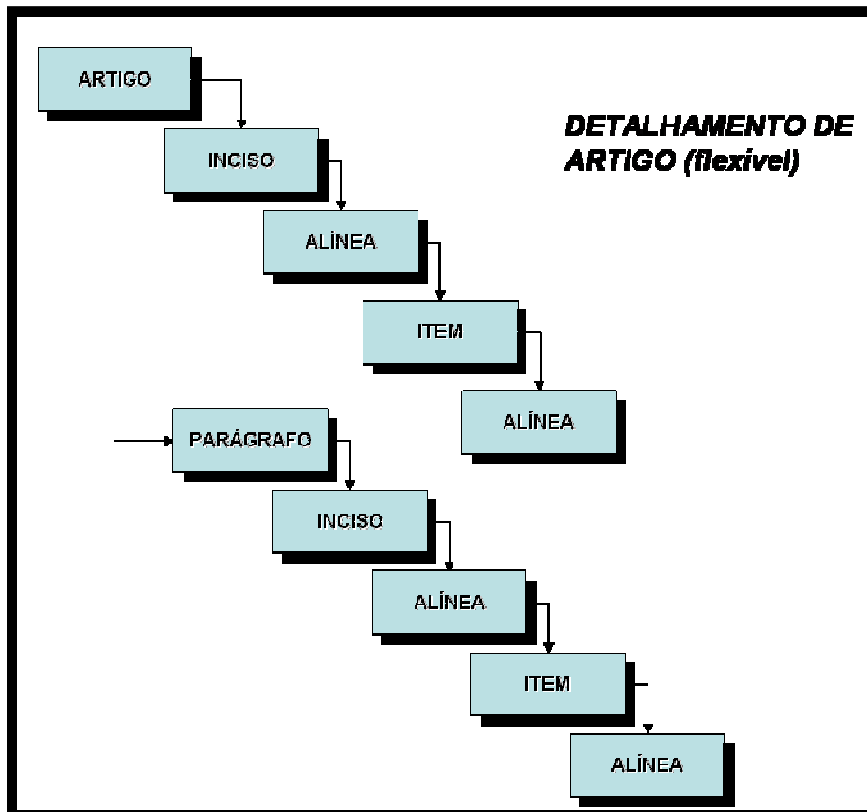 ARTIGO
INCISO
DETALHAMENTO DE
ARTIGO (flexível)
ALÍNEA
ITEM
ALÍNEA
PARÁGRAFO
INCISO
ALÍNEA
ITEM
ALÍNEA